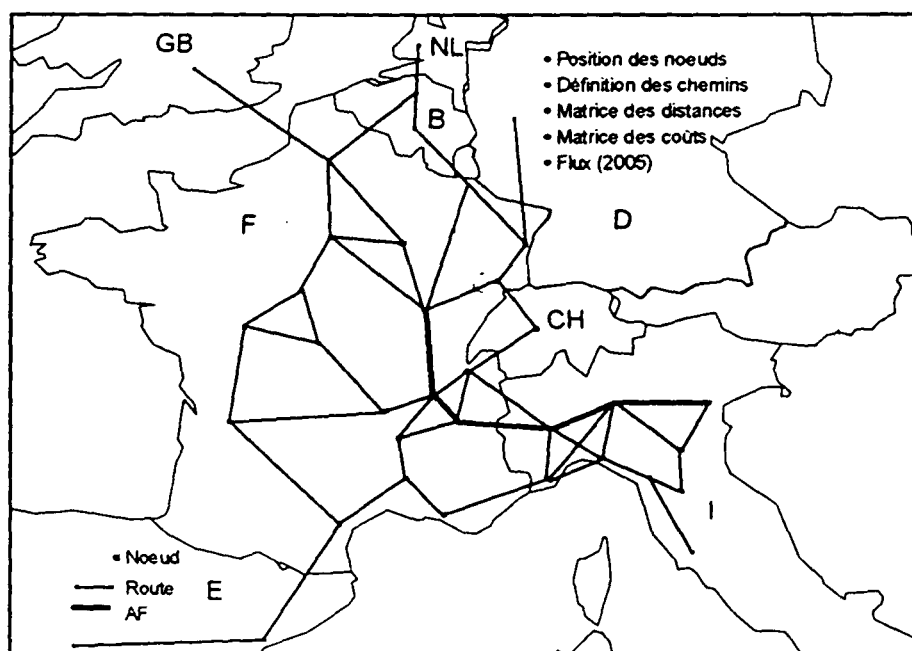 GB
NL
• Position des noeuds
• Définition des chemins
• Matrice des distances
• Matrice des coûts
• Flux (2005)
B
F
D
CH
I
• Noeud
Route
E
AF